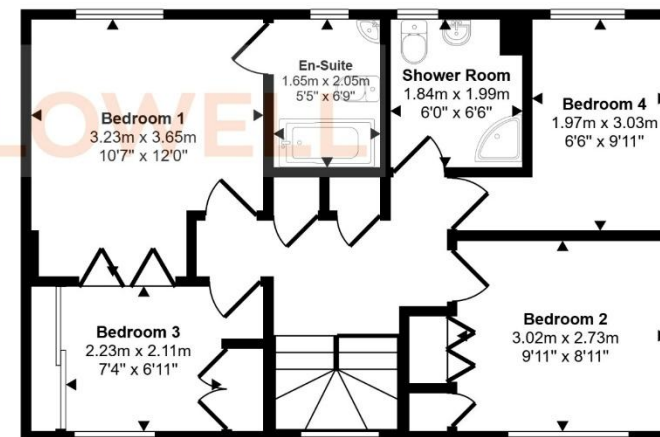 En-Suite
1.65m x 2.05m
5'5" x 6'9"
Shower Room
1.84m x 1.99m
6'0" x 6'6"
Bedroom 4
1.97m x 3.03m
6'6" x 9'11"
Bedroom 1
3.23m x 3.65m
10'7" x 12'0"
LOWELL
Bedroom 3
2.23m x 2.11m
7'4" x 6'11"
Bedroom 2
3.02m x 2.73m
9'11" x 8'11"